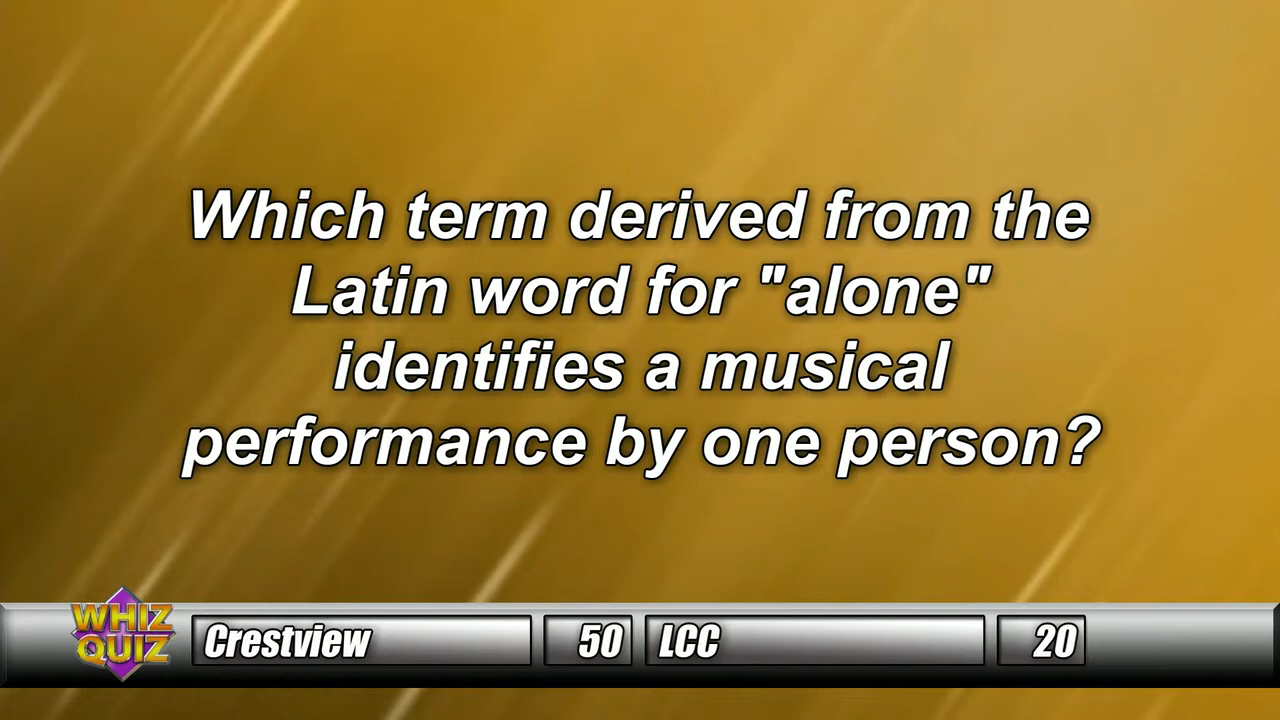 Which term derived from the
Latin word for "alone"
identifies a musical
performance by one person?
WHIZ
QUIZ
Crestview 50 LCC 20